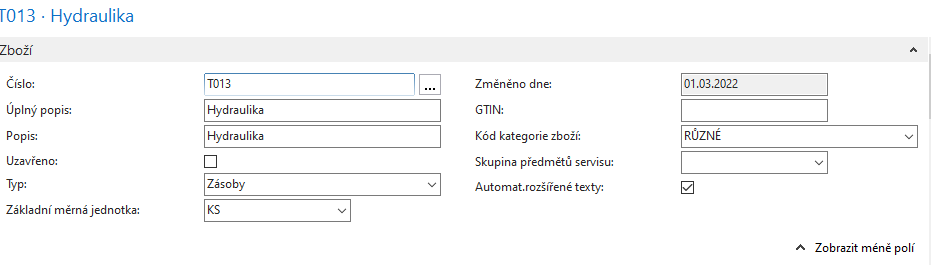 T013 · Hydraulika
Zboží
Číslo: T013 ... Změněno dne: 01.03.2022
Úplný popis: Hydraulika GTIN:
Popis: Hydraulika Kód kategorie zboží: RŮZNÉ
Uzavřeno: Skupina předmětů servisu:
Typ: Zásoby Automat.rozšířené texty:
Základní měrná jednotka: KS
Zobrazit méně polí